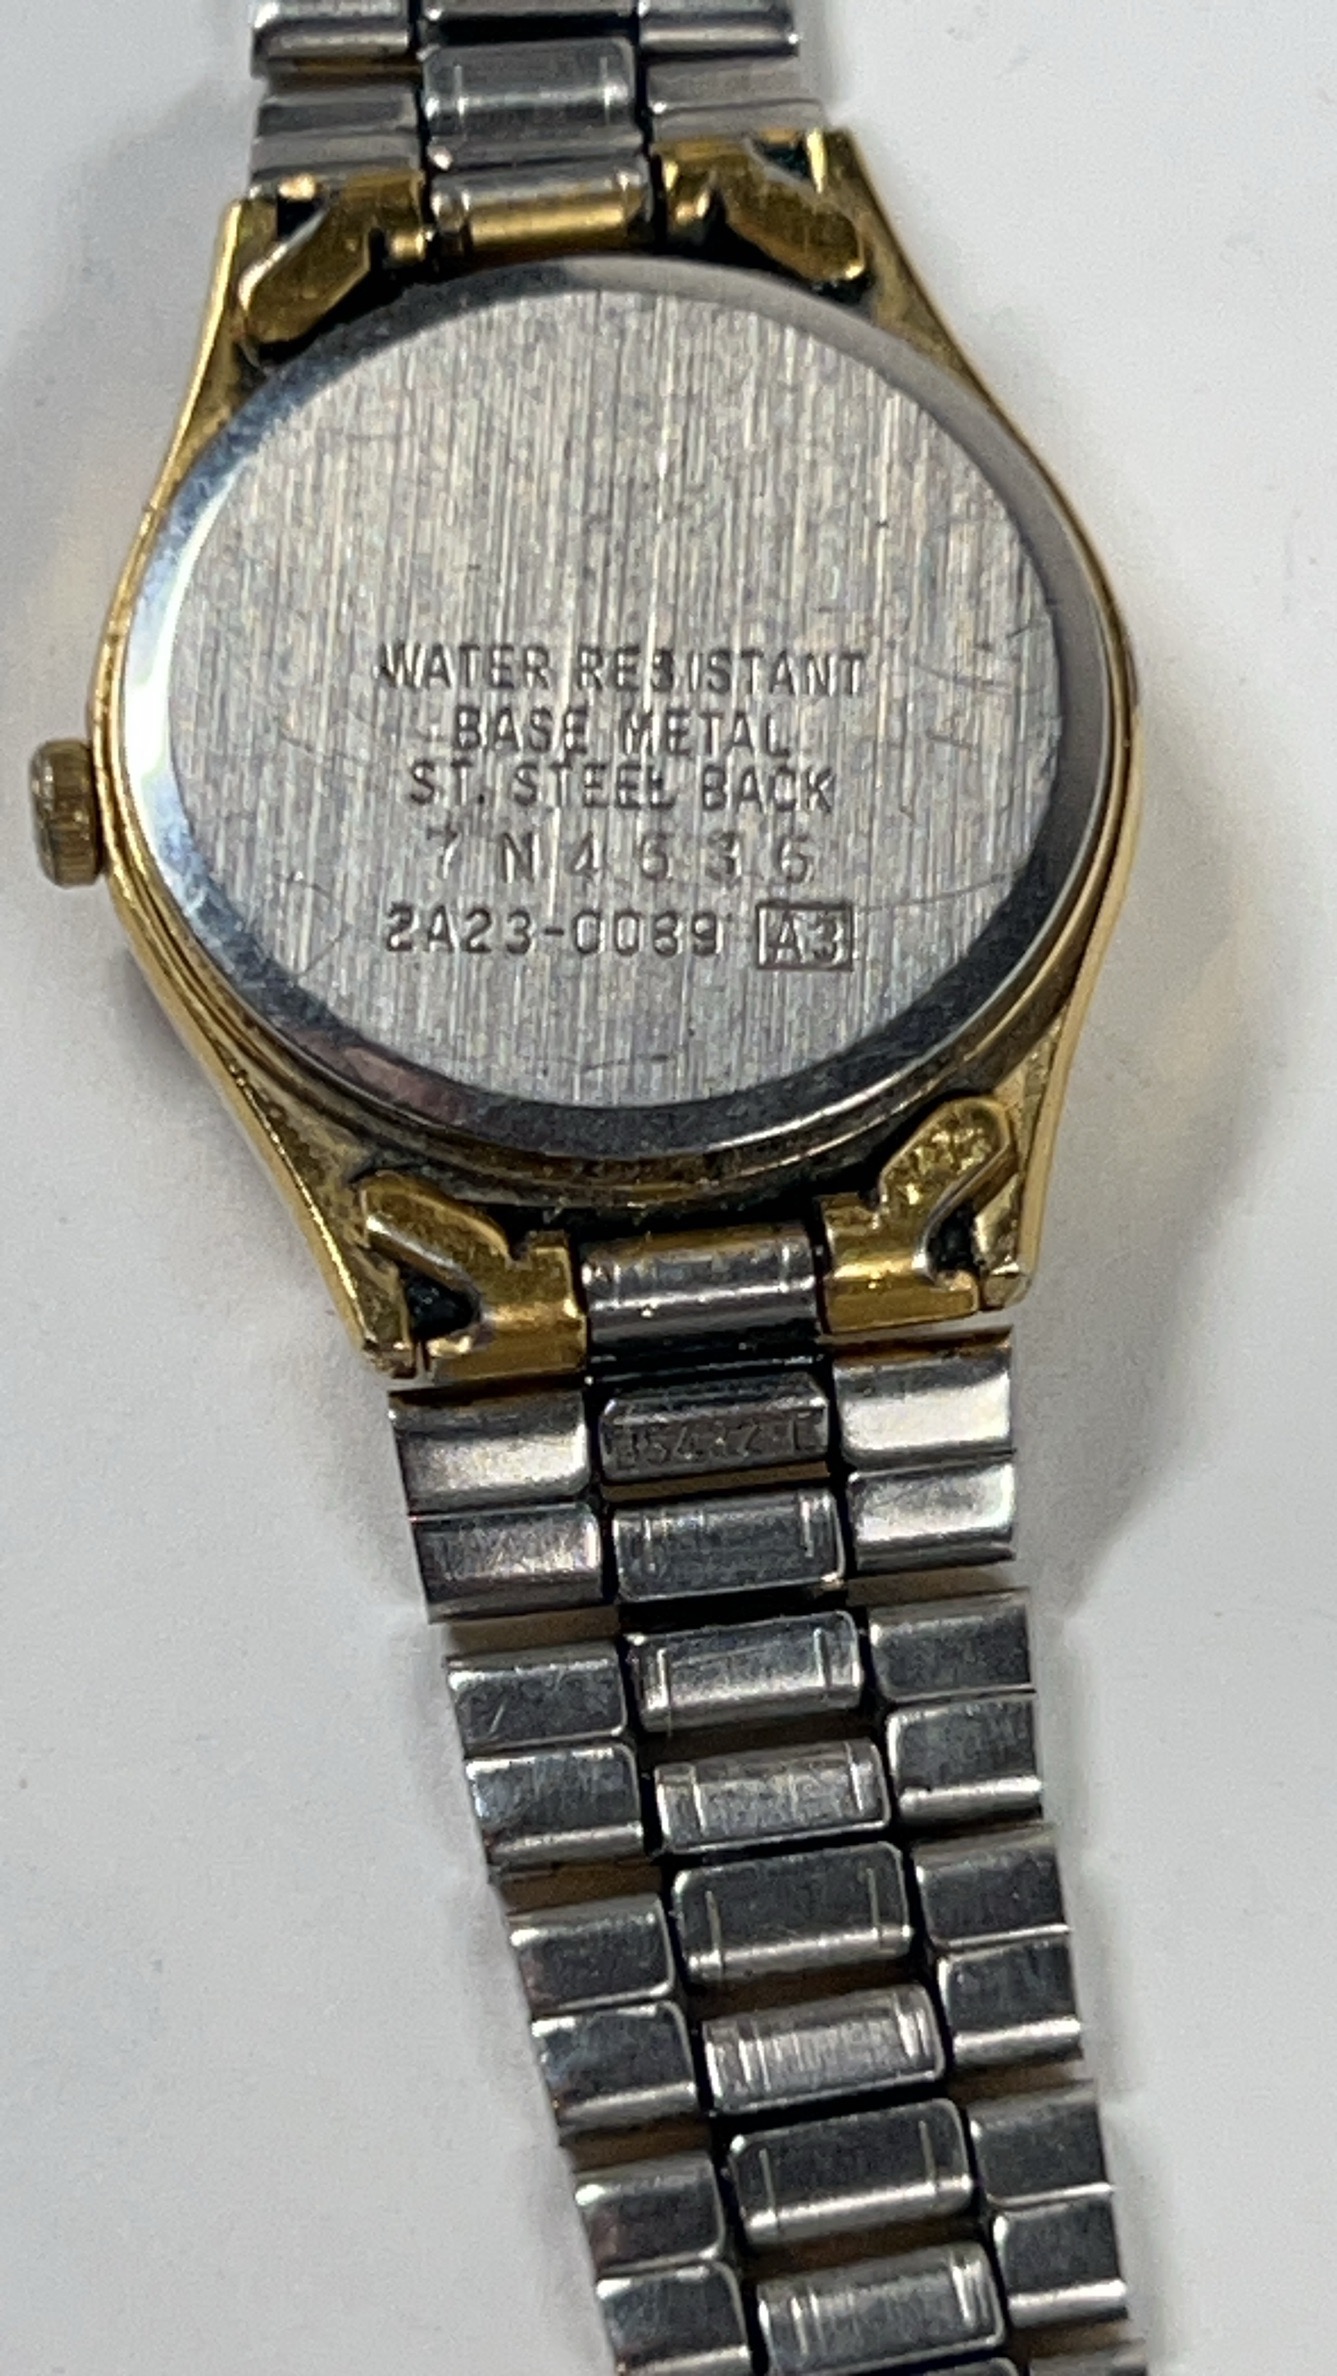 WATER RESISTANT
BASE METAL
ST. STEEL BACK
7N4636
2A23-0089 A3